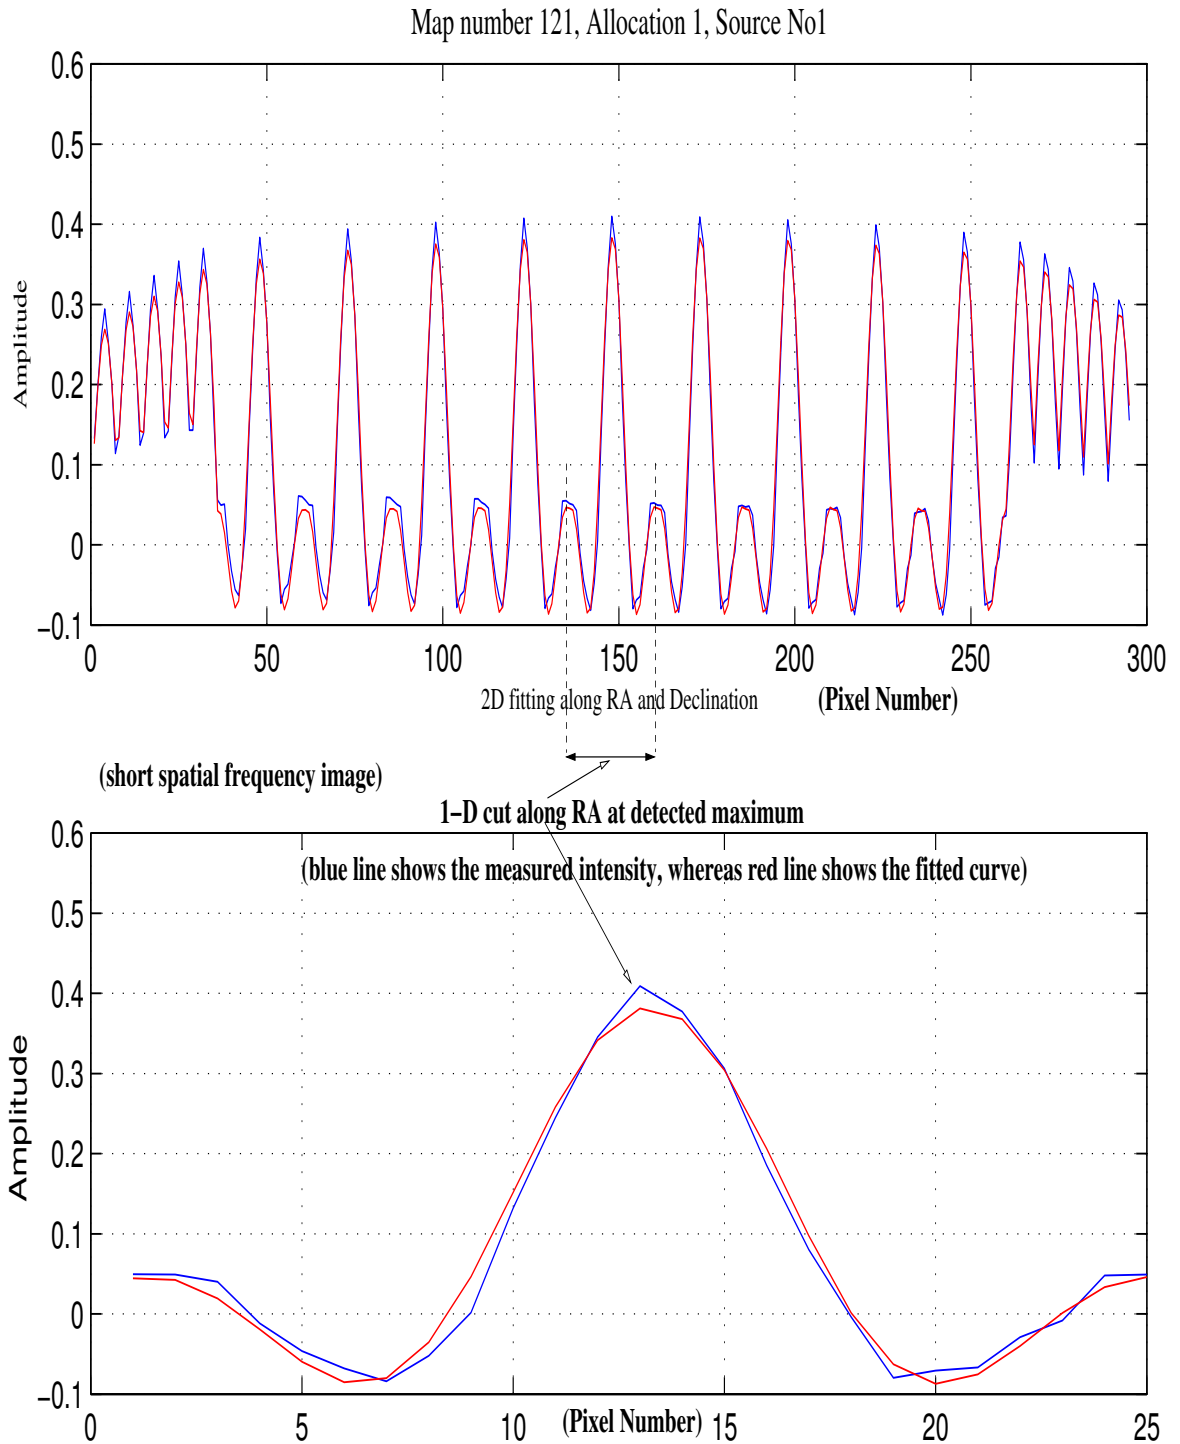 Map number 121, Allocation 1, Source No1
0.6
0.5
0.4
0.3
0.2
0.1
0
−0.1
Amplitude
0 50 100 150 200 250 300
2D fitting along RA and Declination (Pixel Number)
(short spatial frequency image)
1−D cut along RA at detected maximum
(blue line shows the measured intensity, whereas red line shows the fitted curve)
0.6
0.5
0.4
0.3
0.2
0.1
0
−0.1
Amplitude
0 5 10 15 20 25
(Pixel Number)